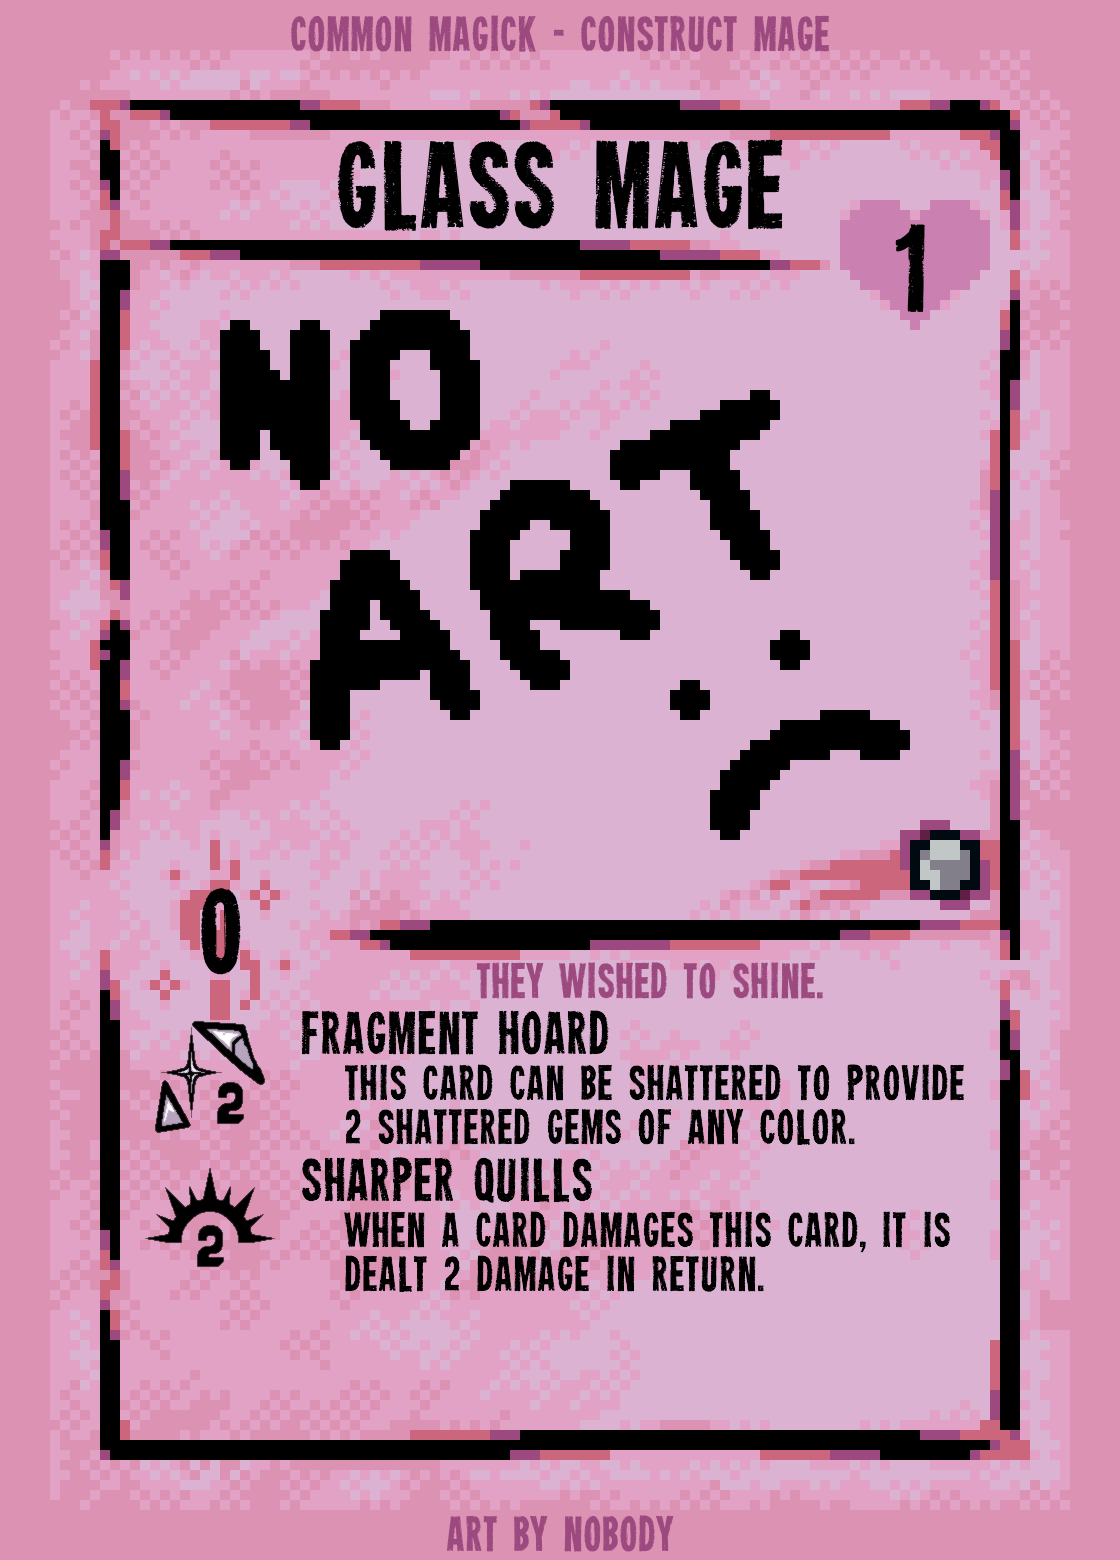 COMMON MAGICK - CONSTRUCT MAGE
GLASS MAGE
1
NO
ART
:(
0
THEY WISHED TO SHINE.
FRAGMENT HOARD
2
THIS CARD CAN BE SHATTERED TO PROVIDE
2 SHATTERED GEMS OF ANY COLOR.
SHARPER QUILLS
2
WHEN A CARD DAMAGES THIS CARD, IT IS
DEALT 2 DAMAGE IN RETURN.
ART BY NOBODY